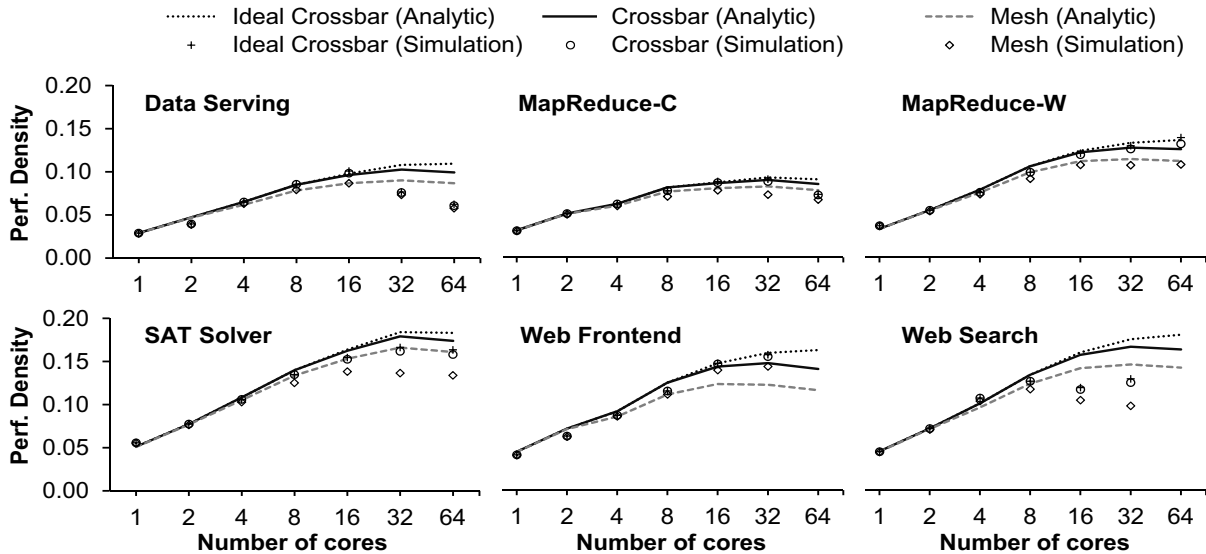 Ideal Crossbar (Analytic) Crossbar (Analytic) Mesh (Analytic)
Ideal Crossbar (Simulation) Crossbar (Simulation) Mesh (Simulation)
Perf. Density
0.20
0.15
0.10
0.05
0.00
Data Serving
1 2 4 8 16 32 64
MapReduce-C
1 2 4 8 16 32 64
MapReduce-W
1 2 4 8 16 32 64
Perf. Density
0.20
0.15
0.10
0.05
0.00
SAT Solver
1 2 4 8 16 32 64
Number of cores
Web Frontend
1 2 4 8 16 32 64
Number of cores
Web Search
1 2 4 8 16 32 64
Number of cores